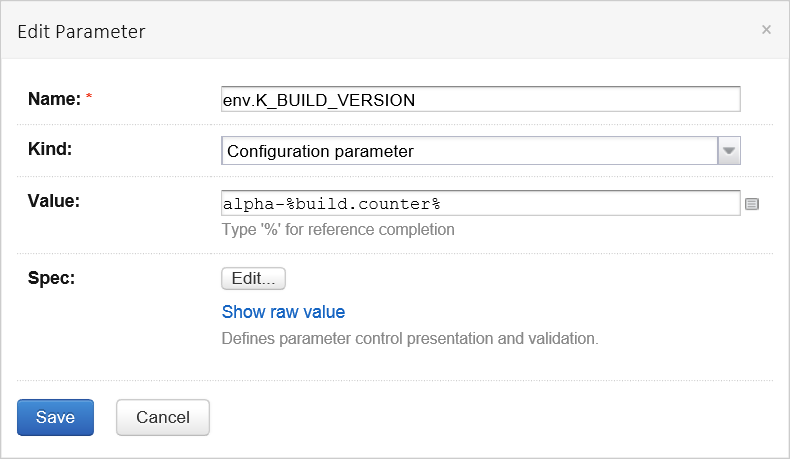 Edit Parameter ×
Name: * env.K_BUILD_VERSION
Kind: Configuration parameter
Value: alpha-%build.counter%
Type '%' for reference completion
Spec: Edit...
Show raw value
Defines parameter control presentation and validation.
Save Cancel